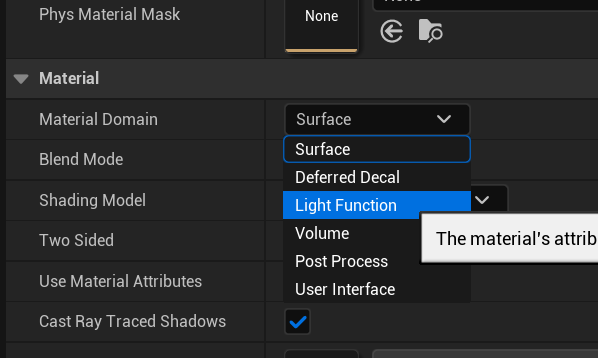 None
Phys Material Mask
None
Material
Material Domain
Surface
Surface
Blend Mode
Deferred Decal
Shading Model
Light Function
Two Sided
Volume
The material's attrib
Post Process
Use Material Attributes
User Interface
Cast Ray Traced Shadows